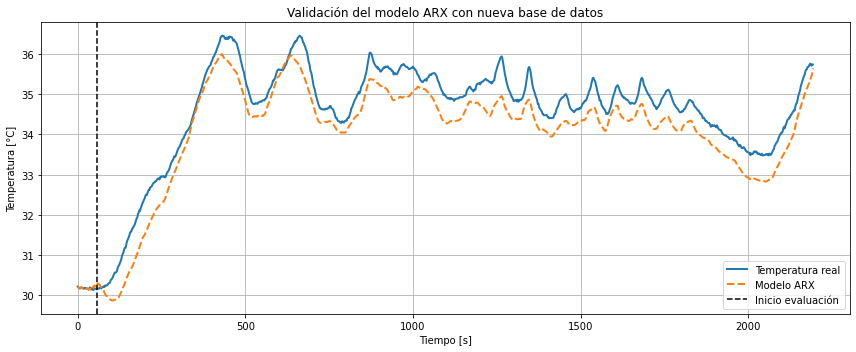 Validación del modelo ARX con nueva base de datos
Temperatura [°C]
36
35
34
33
32
31
30
0
500
1000
1500
2000
Tiempo [s]
Temperatura real
Modelo ARX
Inicio evaluación